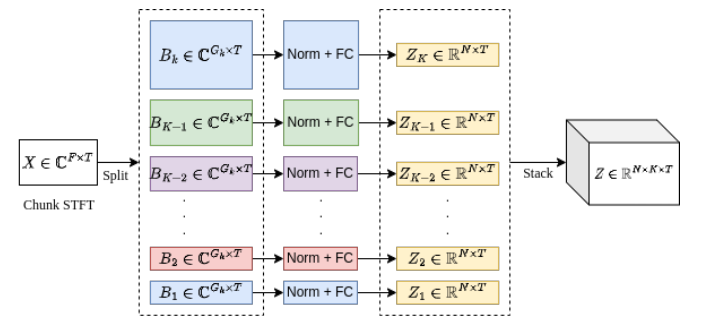 B_k ∈ ℂ^{G_k×T} Norm + FC Z_K ∈ ℝ^{N×T}
B_{K−1} ∈ ℂ^{G_k×T} Norm + FC Z_{K−1} ∈ ℝ^{N×T}
X ∈ ℂ^{F×T}
Split
Chunk STFT
B_{K−2} ∈ ℂ^{G_k×T} Norm + FC Z_{K−2} ∈ ℝ^{N×T}
B_2 ∈ ℂ^{G_k×T} Norm + FC Z_2 ∈ ℝ^{N×T}
B_1 ∈ ℂ^{G_k×T} Norm + FC Z_1 ∈ ℝ^{N×T}
Stack
Z ∈ ℝ^{N×K×T}